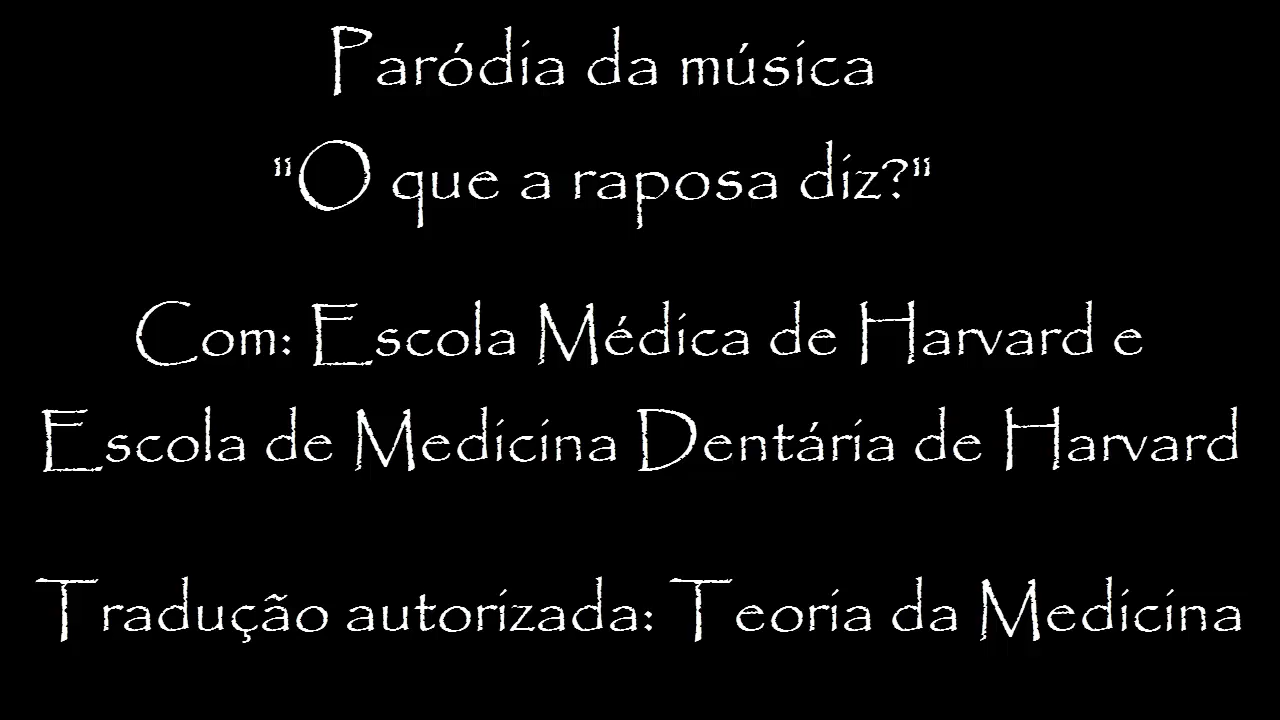 Paródia da música
"O que a raposa diz?"
Com: Escola Médica de Harvard e
Escola de Medicina Dentária de Harvard
Tradução autorizada: Teoria da Medicina